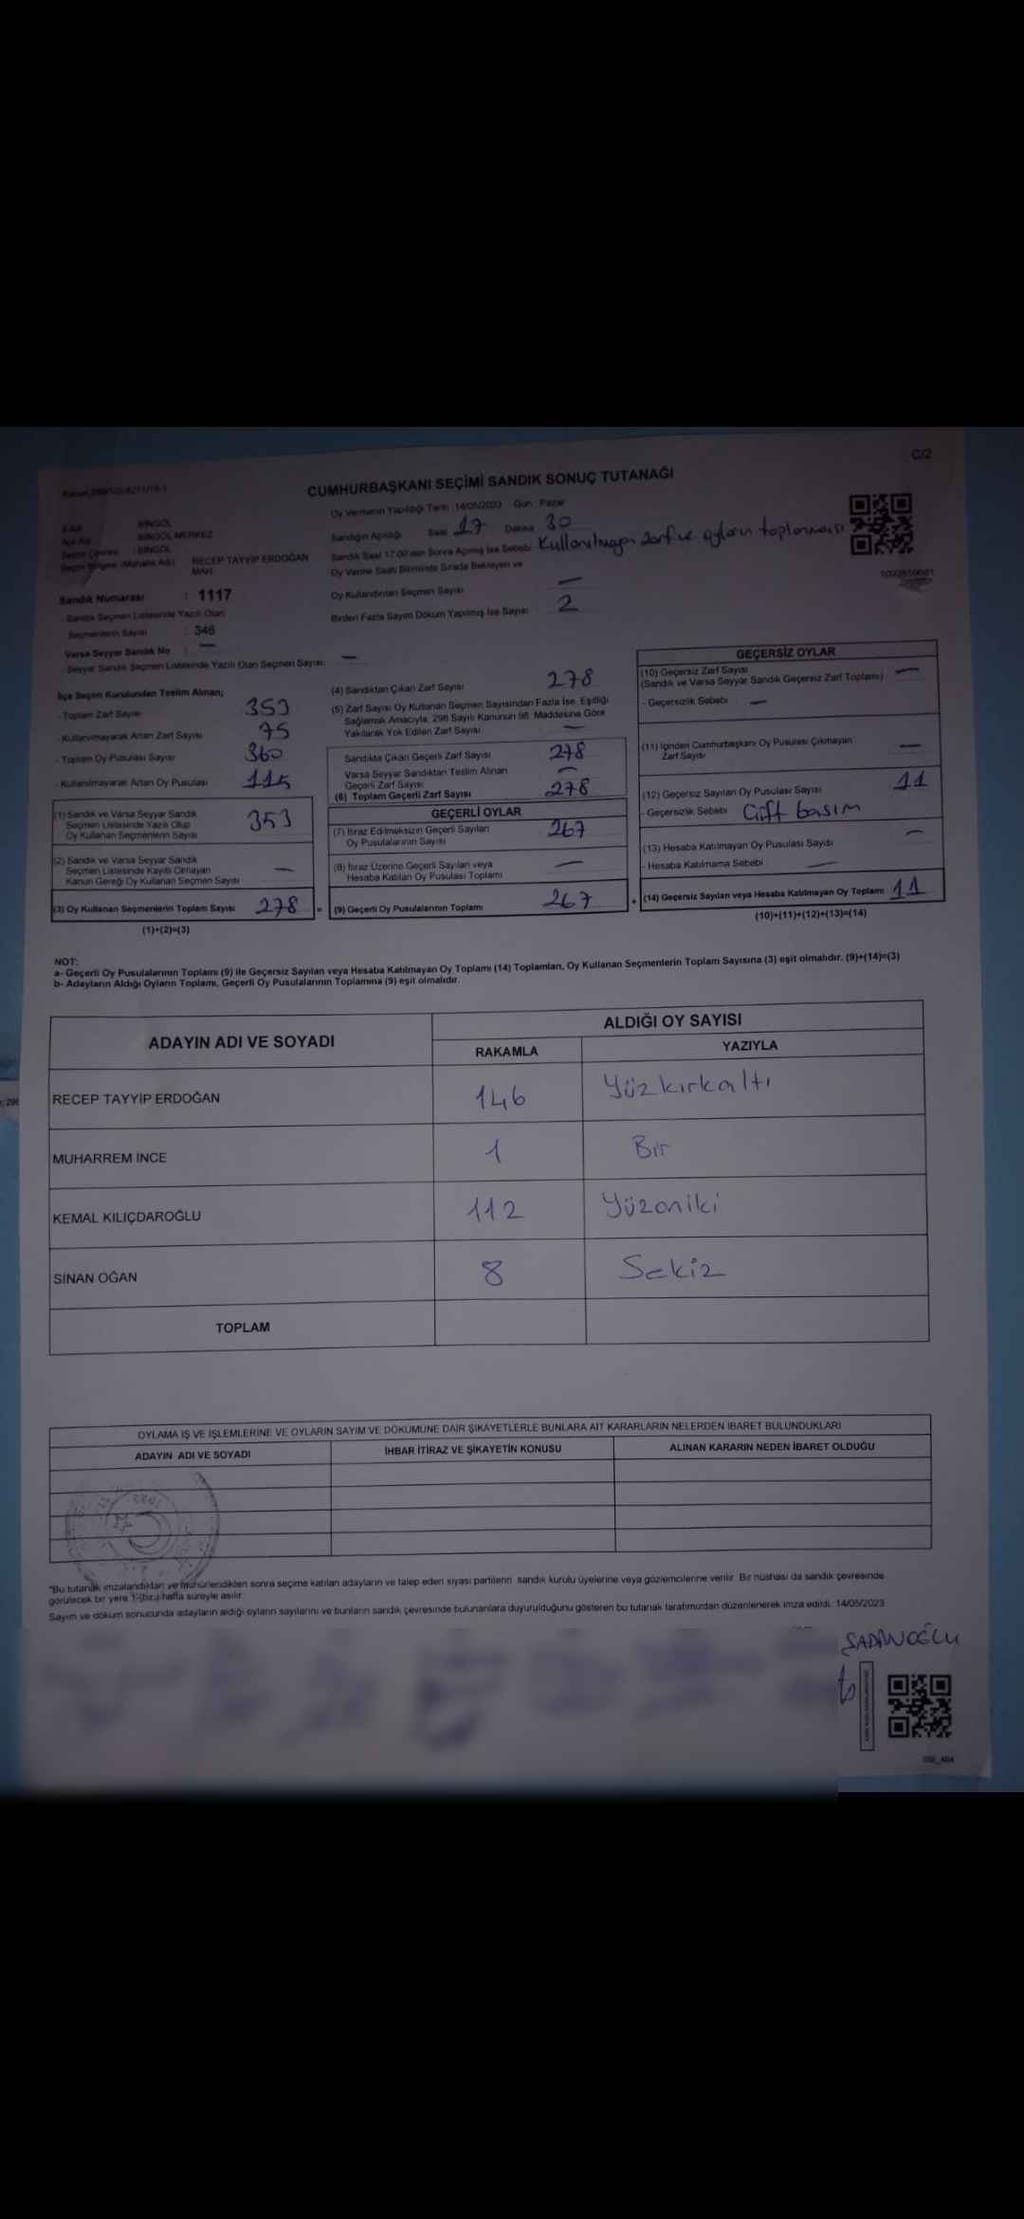 C/2
CUMHURBAŞKANI SEÇİMİ SANDIK SONUÇ TUTANAĞI
Oy Vermenin Yapıldığı Tarih: 14/05/2023 Gün: Pazar
BİNGÖL
BİNGÖL MERKEZ
BİNGÖL
RECEP TAYYİP ERDOĞAN
MAH.
Sandığın Açıldığı Saat 17 Dakika 30
Sandık Saat 17:00'den Sonra Açılmış İse Sebebi: Kullanılmayan zarf ve oyların toplanması
Oy Verme Saati Bitiminde Sırada Bekleyen ve
Oy Kullandırılan Seçmen Sayısı —
Birden Fazla Sayım Döküm Yapılmış İse Sayısı 2
Sandık Numarası : 1117
Sandık Seçmen Listesinde Yazılı Olan
Seçmenlerin Sayısı : 346
Varsa Seyyar Sandık No : —
Seyyar Sandık Seçmen Listesinde Yazılı Olan Seçmen Sayısı: —
İlçe Seçim Kurulundan Teslim Alınan;
- Toplam Zarf Sayısı 353
- Kullanılmayarak Artan Zarf Sayısı 75
- Toplam Oy Pusulası Sayısı 360
- Kullanılmayarak Artan Oy Pusulası 115
(1) Sandık ve Varsa Seyyar Sandık
Seçmen Listesinde Yazılı Olup
Oy Kullanan Seçmenlerin Sayısı 353
(2) Sandık ve Varsa Seyyar Sandık
Seçmen Listesinde Kayıtlı Olmayan
Kanun Gereği Oy Kullanan Seçmen Sayısı —
(3) Oy Kullanan Seçmenlerin Toplam Sayısı 278 =
(1)+(2)=(3)
(4) Sandıktan Çıkan Zarf Sayısı 278
(5) Zarf Sayısı Oy Kullanan Seçmen Sayısından Fazla İse, Eşitliği
Sağlamak Amacıyla, 298 Sayılı Kanunun 98. Maddesine Göre
Yakılarak Yok Edilen Zarf Sayısı —
Sandıkta Çıkan Geçerli Zarf Sayısı 278
Varsa Seyyar Sandıktan Teslim Alınan
Geçerli Zarf Sayısı —
(6) Toplam Geçerli Zarf Sayısı 278
GEÇERLİ OYLAR
(7) İtiraz Edilmeksizin Geçerli Sayılan
Oy Pusulalarının Sayısı 267
(8) İtiraz Üzerine Geçerli Sayılan veya
Hesaba Katılan Oy Pusulası Toplamı —
(9) Geçerli Oy Pusulalarının Toplamı 267 +
GEÇERSİZ OYLAR
(10) Geçersiz Zarf Sayısı
(Sandık ve Varsa Seyyar Sandık Geçersiz Zarf Toplamı) —
- Geçersizlik Sebebi —
(11) İçinden Cumhurbaşkanı Oy Pusulası Çıkmayan
Zarf Sayısı —
(12) Geçersiz Sayılan Oy Pusulası Sayısı 11
- Geçersizlik Sebebi Çift basım
(13) Hesaba Katılmayan Oy Pusulası Sayısı —
- Hesaba Katılmama Sebebi —
(14) Geçersiz Sayılan veya Hesaba Katılmayan Oy Toplamı 11
(10)+(11)+(12)+(13)=(14)
NOT:
a- Geçerli Oy Pusulalarının Toplamı (9) ile Geçersiz Sayılan veya Hesaba Katılmayan Oy Toplamı (14) Toplamları, Oy Kullanan Seçmenlerin Toplam Sayısına (3) eşit olmalıdır. (9)+(14)=(3)
b- Adayların Aldığı Oyların Toplamı, Geçerli Oy Pusulalarının Toplamına (9) eşit olmalıdır.
ADAYIN ADI VE SOYADI
ALDIĞI OY SAYISI
RAKAMLA YAZIYLA
RECEP TAYYİP ERDOĞAN 146 Yüzkırkaltı
MUHARREM İNCE 1 Bir
KEMAL KILIÇDAROĞLU 112 Yüzoniki
SİNAN OĞAN 8 Sekiz
TOPLAM
OYLAMA İŞ VE İŞLEMLERİNE VE OYLARIN SAYIM VE DÖKÜMÜNE DAİR ŞİKAYETLERLE BUNLARA AİT KARARLARIN NELERDEN İBARET BULUNDUKLARI
ADAYIN ADI VE SOYADI İHBAR İTİRAZ VE ŞİKAYETİN KONUSU ALINAN KARARIN NEDEN İBARET OLDUĞU
*Bu tutanak imzalandıktan ve mühürlendikten sonra seçime katılan adayların ve talep eden siyasi partilerin sandık kurulu üyelerine veya gözlemcilerine verilir. Bir nüshası da sandık çevresinde
görülecek bir yere 1 (bir) hafta süreyle asılır.
Sayım ve döküm sonucunda adayların aldığı oyların sayılarını ve bunların sandık çevresinde bulunanlara duyurulduğunu gösteren bu tutanak tarafımızdan düzenlenerek imza edildi. 14/05/2023